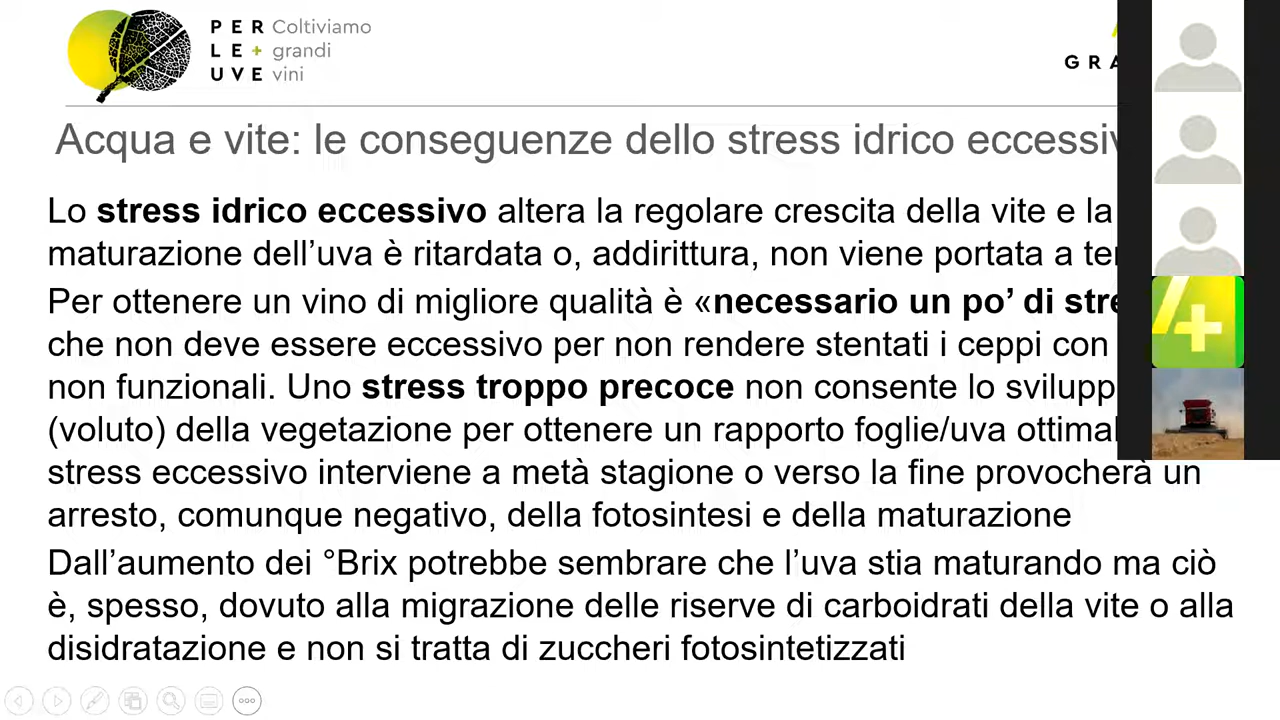 PER Coltiviamo
LE+ grandi
UVE vini
Acqua e vite: le conseguenze dello stress idrico
Lo stress idrico eccessivo altera la regolare crescita della vite e la
maturazione dell’uva è ritardata o, addirittura, non viene portata a
Per ottenere un vino di migliore qualità è «necessario un po’ di
che non deve essere eccessivo per non rendere stentati i ceppi con
non funzionali. Uno stress troppo precoce non consente lo
(voluto) della vegetazione per ottenere un rapporto foglie/uva
stress eccessivo interviene a metà stagione o verso la fine provocherà un
arresto, comunque negativo, della fotosintesi e della maturazione
Dall’aumento dei °Brix potrebbe sembrare che l’uva stia maturando ma ciò
è, spesso, dovuto alla migrazione delle riserve di carboidrati della vite o alla
disidratazione e non si tratta di zuccheri fotosintetizzati